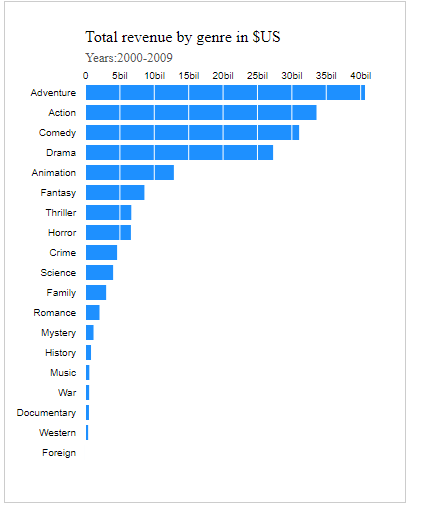 Total revenue by genre in $US
Years:2000-2009
0 5bil 10bil 15bil 20bil 25bil 30bil 35bil 40bil
Adventure
Action
Comedy
Drama
Animation
Fantasy
Thriller
Horror
Crime
Science
Family
Romance
Mystery
History
Music
War
Documentary
Western
Foreign